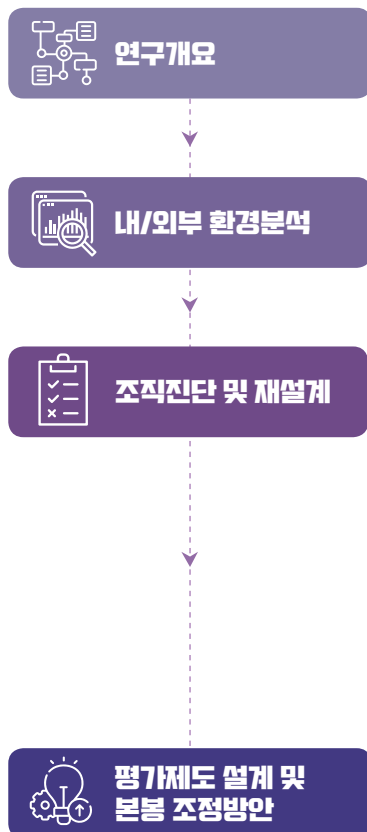 연구개요
내/외부 환경분석
조직진단 및 재설계
평가제도 설계 및
본봉 조정방안